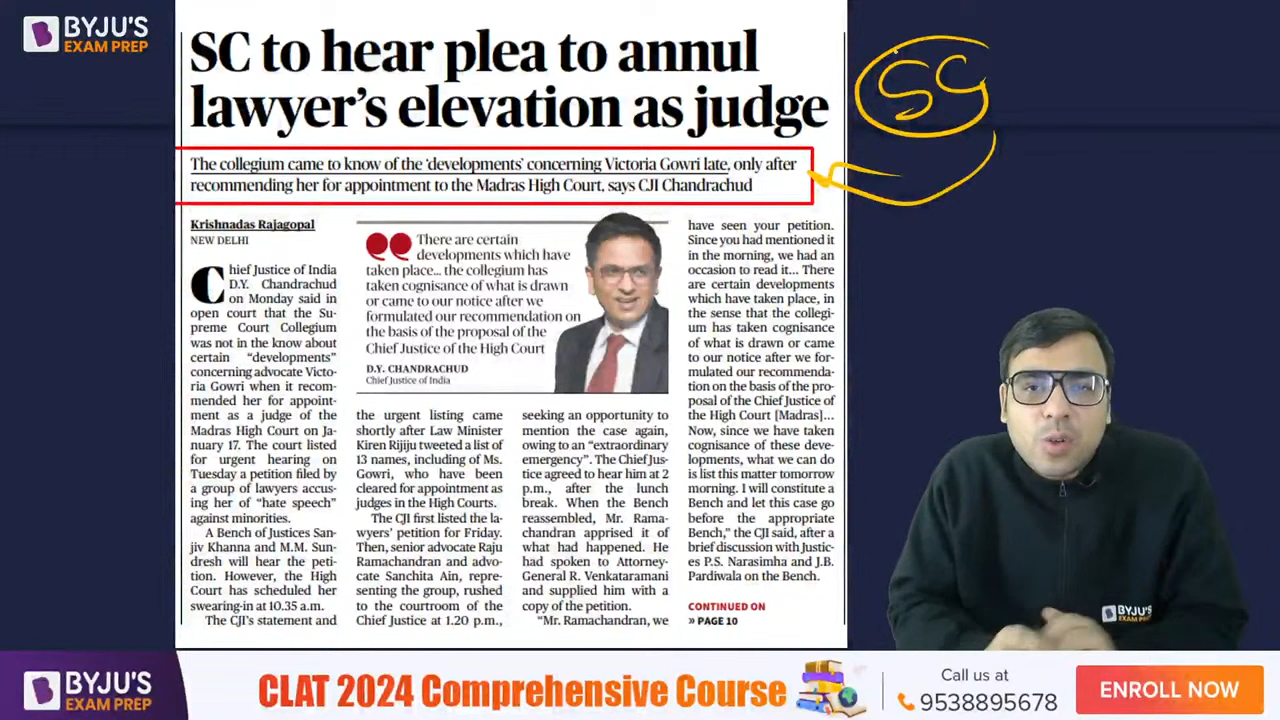 BYJU'S
EXAM PREP
SC to hear plea to annul
lawyer's elevation as judge
SC
The collegium came to know of the 'developments' concerning Victoria Gowri late, only after
recommending her for appointment to the Madras High Court, says CJI Chandrachud
Krishnadas Rajagopal
NEW DELHI
Chief Justice of India
D.Y. Chandrachud
on Monday said in
open court that the Su-
preme Court Collegium
was not in the know about
certain "developments"
concerning advocate Victo-
ria Gowri when it recom-
mended her for appoint-
ment as a judge of the
Madras High Court on Ja-
nuary 17. The court listed
for urgent hearing on
Tuesday a petition filed by
a group of lawyers accus-
ing her of "hate speech"
against minorities.
A Bench of Justices San-
jiv Khanna and M.M. Sun-
dresh will hear the peti-
tion. However, the High
Court has scheduled her
swearing-in at 10.35 a.m.
The CJI's statement and
There are certain
developments which have
taken place... the collegium has
taken cognisance of what is drawn
or came to our notice after we
formulated our recommendation on
the basis of the proposal of the
Chief Justice of the High Court
D.Y. CHANDRACHUD
Chief Justice of India
the urgent listing came
shortly after Law Minister
Kiren Rijiju tweeted a list of
13 names, including of Ms.
Gowri, who have been
cleared for appointment as
judges in the High Courts.
The CJI first listed the la-
wyers' petition for Friday.
Then, senior advocate Raju
Ramachandran and advo-
cate Sanchita Ain, repre-
senting the group, rushed
to the courtroom of the
Chief Justice at 1.20 p.m.,
seeking an opportunity to
mention the case again,
owing to an "extraordinary
emergency". The Chief Jus-
tice agreed to hear him at 2
p.m., after the lunch
break. When the Bench
reassembled, Mr. Rama-
chandran apprised it of
what had happened. He
had spoken to Attorney-
General R. Venkataramani
and supplied him with a
copy of the petition.
"Mr. Ramachandran, we
have seen your petition.
Since you had mentioned it
in the morning, we had an
occasion to read it... There
are certain developments
which have taken place, in
the sense that the collegi-
um has taken cognisance
of what is drawn or came
to our notice after we for-
mulated our recommenda-
tion on the basis of the pro-
posal of the Chief Justice of
the High Court [Madras]...
Now, since we have taken
cognisance of these deve-
lopments, what we can do
is list this matter tomorrow
morning. I will constitute a
Bench and let this case go
before the appropriate
Bench," the CJI said, after a
brief discussion with Justic-
es P.S. Narasimha and J.B.
Pardiwala on the Bench.
CONTINUED ON
» PAGE 10
BYJU'S
EXAM PREP
BYJU'S
EXAM PREP
CLAT 2024 Comprehensive Course
Call us at
9538895678
ENROLL NOW